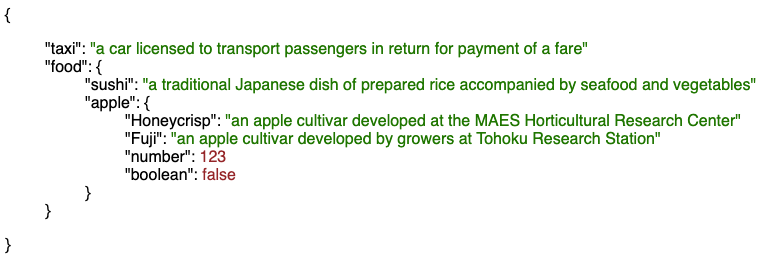 {
"taxi": "a car licensed to transport passengers in return for payment of a fare"
"food": {
"sushi": "a traditional Japanese dish of prepared rice accompanied by seafood and vegetables"
"apple": {
"Honeycrisp": "an apple cultivar developed at the MAES Horticultural Research Center"
"Fuji": "an apple cultivar developed by growers at Tohoku Research Station"
"number": 123
"boolean": false
}
}
}